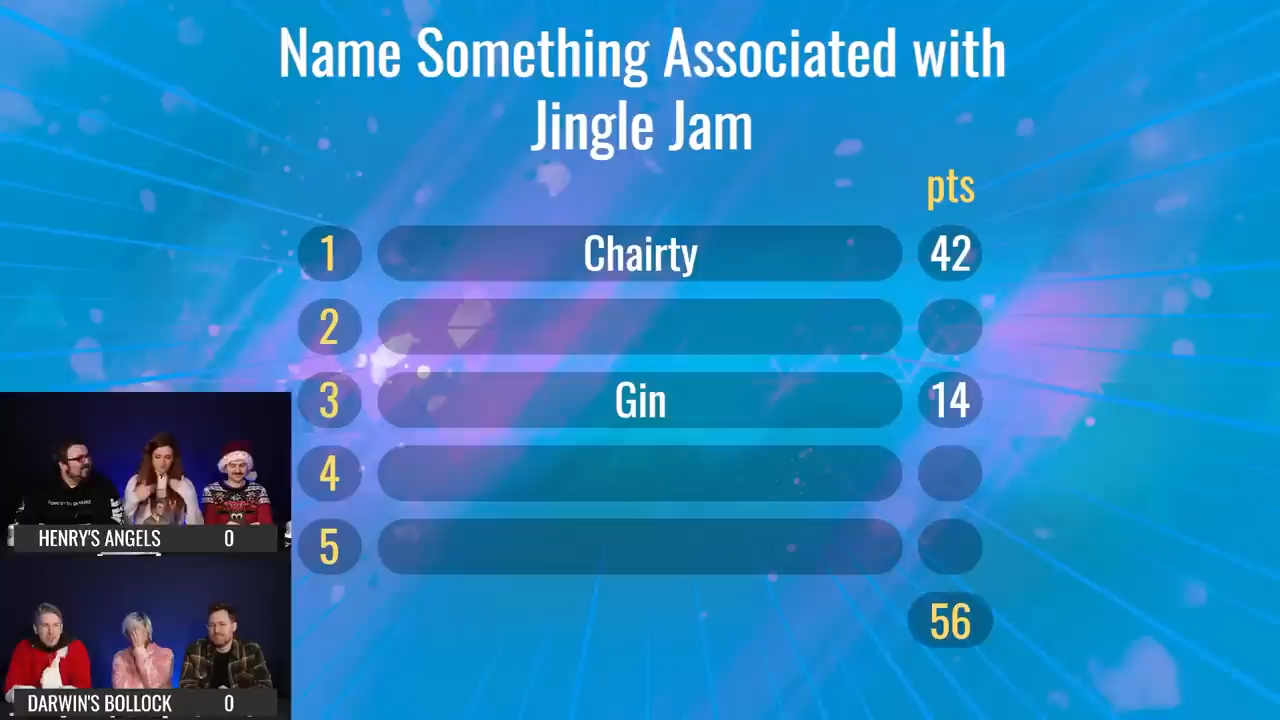 Name Something Associated with
Jingle Jam
pts
1 Chairty 42
2
3 Gin 14
4
5
56
HENRY'S ANGELS 0
DARWIN'S BOLLOCK 0